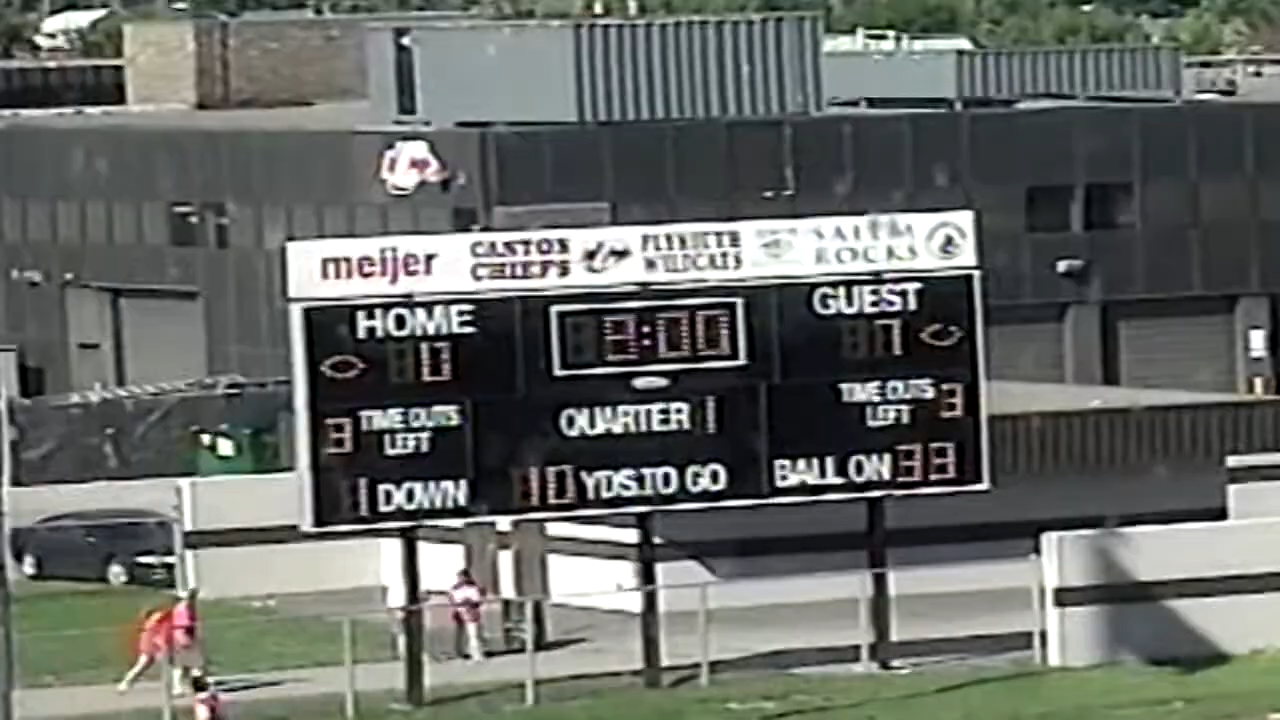 meijer
CANTON CHIEFS
PLYMOUTH WILDCATS
SALEM ROCKS
HOME
0
2:00
GUEST
7
3 TIME OUTS LEFT
QUARTER 1
TIME OUTS LEFT 3
1 DOWN
10 YDS.TO GO
BALL ON 33